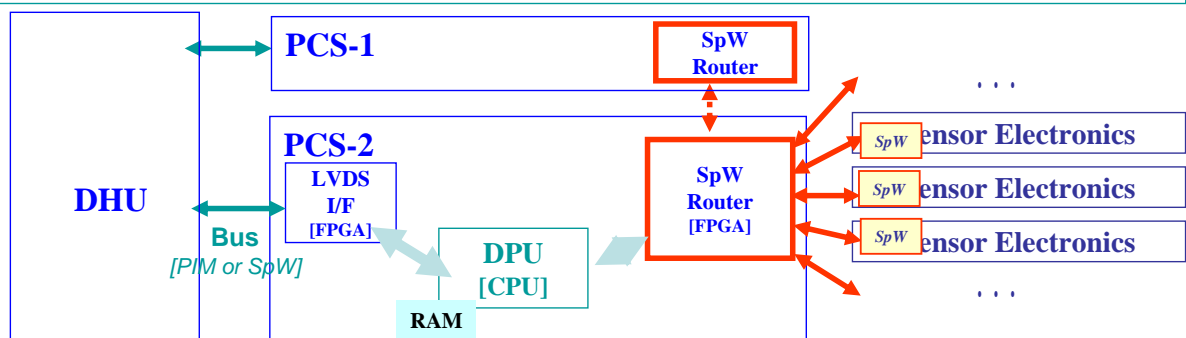 PCS-1
SpW
Router
. . .
PCS-2
SpW
ensor Electronics
LVDS
I/F
[FPGA]
SpW
Router
[FPGA]
SpW
ensor Electronics
DHU
Bus
[PIM or SpW]
DPU
[CPU]
SpW
ensor Electronics
RAM
. . .